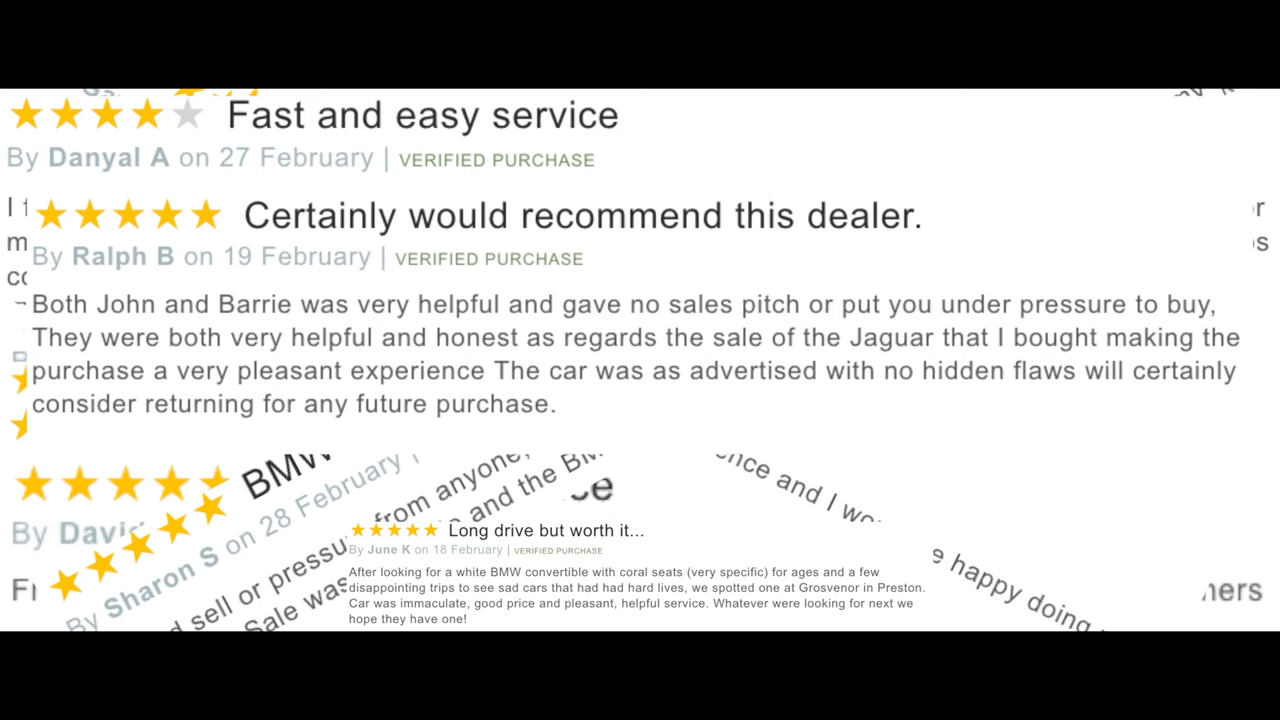 Fast and easy service
By Danyal A on 27 February | VERIFIED PURCHASE
Certainly would recommend this dealer.
By Ralph B on 19 February | VERIFIED PURCHASE
Both John and Barrie was very helpful and gave no sales pitch or put you under pressure to buy,
They were both very helpful and honest as regards the sale of the Jaguar that I bought making the
purchase a very pleasant experience The car was as advertised with no hidden flaws will certainly
consider returning for any future purchase.
BMW
By Sharon S on 28 February |
from anyone,
sell or
and the
Sale was
nce and I
By
happy doing
Long drive but worth it...
By June K on 18 February | VERIFIED PURCHASE
After looking for a white BMW convertible with coral seats (very specific) for ages and a few
disappointing trips to see sad cars that had had hard lives, we spotted one at Grosvenor in Preston.
Car was immaculate, good price and pleasant, helpful service. Whatever were looking for next we
hope they have one!